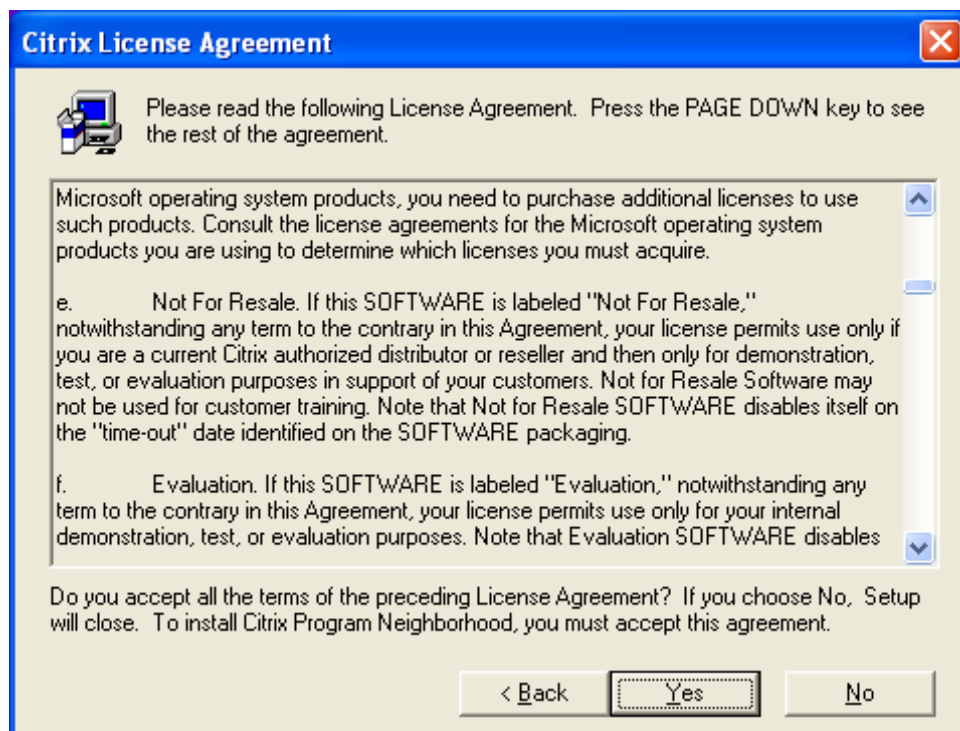 Citrix License Agreement
Please read the following License Agreement. Press the PAGE DOWN key to see
the rest of the agreement.
Microsoft operating system products, you need to purchase additional licenses to use
such products. Consult the license agreements for the Microsoft operating system
products you are using to determine which licenses you must acquire.
e. Not For Resale. If this SOFTWARE is labeled "Not For Resale,"
notwithstanding any term to the contrary in this Agreement, your license permits use only if
you are a current Citrix authorized distributor or reseller and then only for demonstration,
test, or evaluation purposes in support of your customers. Not for Resale Software may
not be used for customer training. Note that Not for Resale SOFTWARE disables itself on
the "time-out" date identified on the SOFTWARE packaging.
f. Evaluation. If this SOFTWARE is labeled "Evaluation," notwithstanding any
term to the contrary in this Agreement, your license permits use only for your internal
demonstration, test, or evaluation purposes. Note that Evaluation SOFTWARE disables
Do you accept all the terms of the preceding License Agreement? If you choose No, Setup
will close. To install Citrix Program Neighborhood, you must accept this agreement.
< Back Yes No